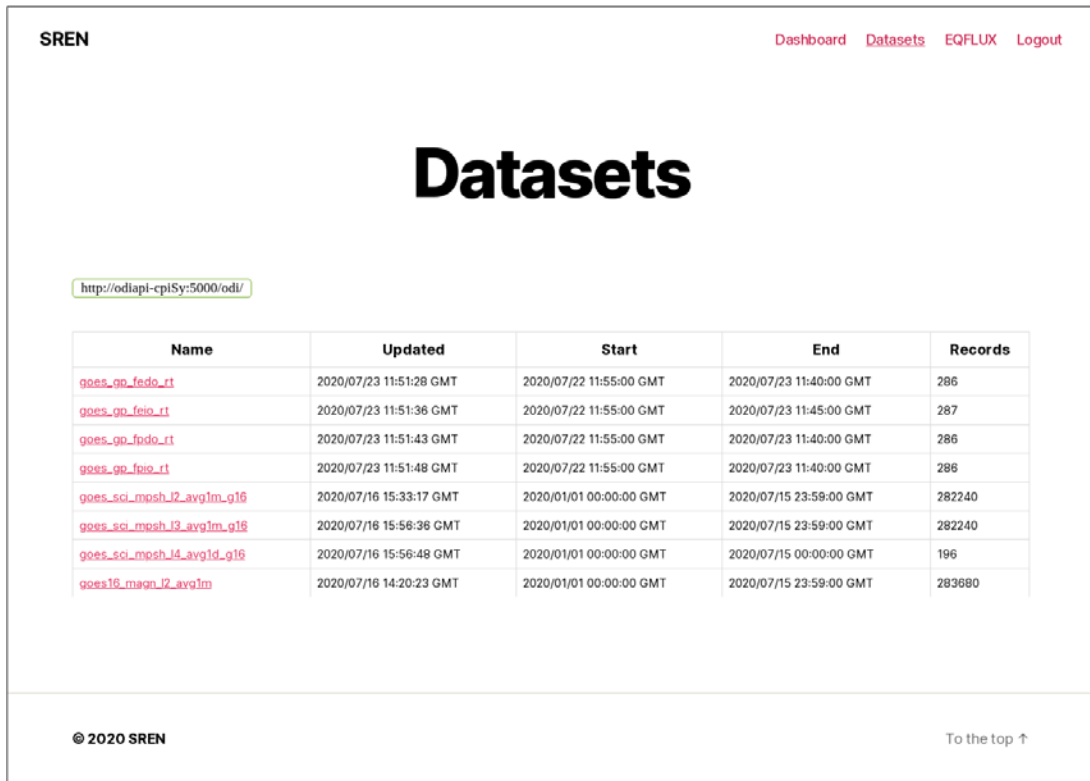 SREN
Dashboard Datasets EQFLUX Logout
Datasets
http://odiapi-cpiSy:5000/odi/
Name Updated Start End Records
goes_gp_fedo_rt 2020/07/23 11:51:28 GMT 2020/07/22 11:55:00 GMT 2020/07/23 11:40:00 GMT 286
goes_gp_feio_rt 2020/07/23 11:51:36 GMT 2020/07/22 11:55:00 GMT 2020/07/23 11:45:00 GMT 287
goes_gp_fpdo_rt 2020/07/23 11:51:43 GMT 2020/07/22 11:55:00 GMT 2020/07/23 11:40:00 GMT 286
goes_gp_fpio_rt 2020/07/23 11:51:48 GMT 2020/07/22 11:55:00 GMT 2020/07/23 11:40:00 GMT 286
goes_sci_mpsh_l2_avg1m_g16 2020/07/16 15:33:17 GMT 2020/01/01 00:00:00 GMT 2020/07/15 23:59:00 GMT 282240
goes_sci_mpsh_l3_avg1m_g16 2020/07/16 15:56:36 GMT 2020/01/01 00:00:00 GMT 2020/07/15 23:59:00 GMT 282240
goes_sci_mpsh_l4_avg1d_g16 2020/07/16 15:56:48 GMT 2020/01/01 00:00:00 GMT 2020/07/15 00:00:00 GMT 196
goes16_magn_l2_avg1m 2020/07/16 14:20:23 GMT 2020/01/01 00:00:00 GMT 2020/07/15 23:59:00 GMT 283680
© 2020 SREN
To the top ↑